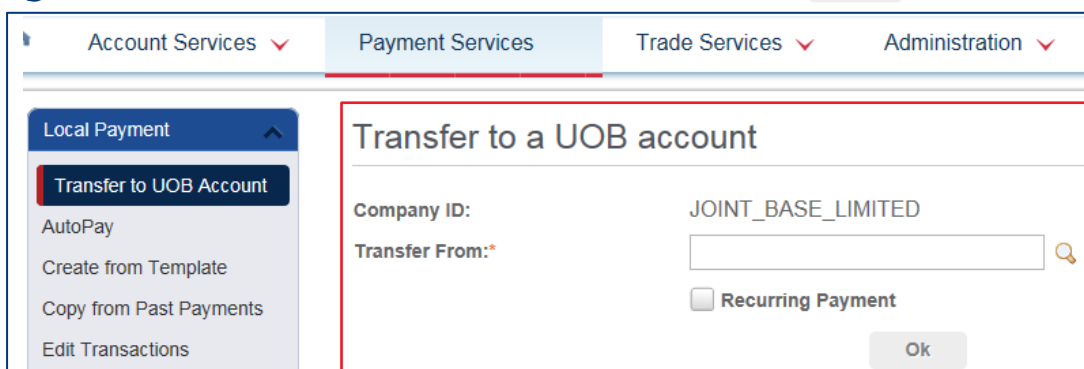 Account Services Payment Services Trade Services Administration
Local Payment
Transfer to UOB Account
AutoPay
Create from Template
Copy from Past Payments
Edit Transactions
Transfer to a UOB account
Company ID: JOINT_BASE_LIMITED
Transfer From:*
Recurring Payment
Ok